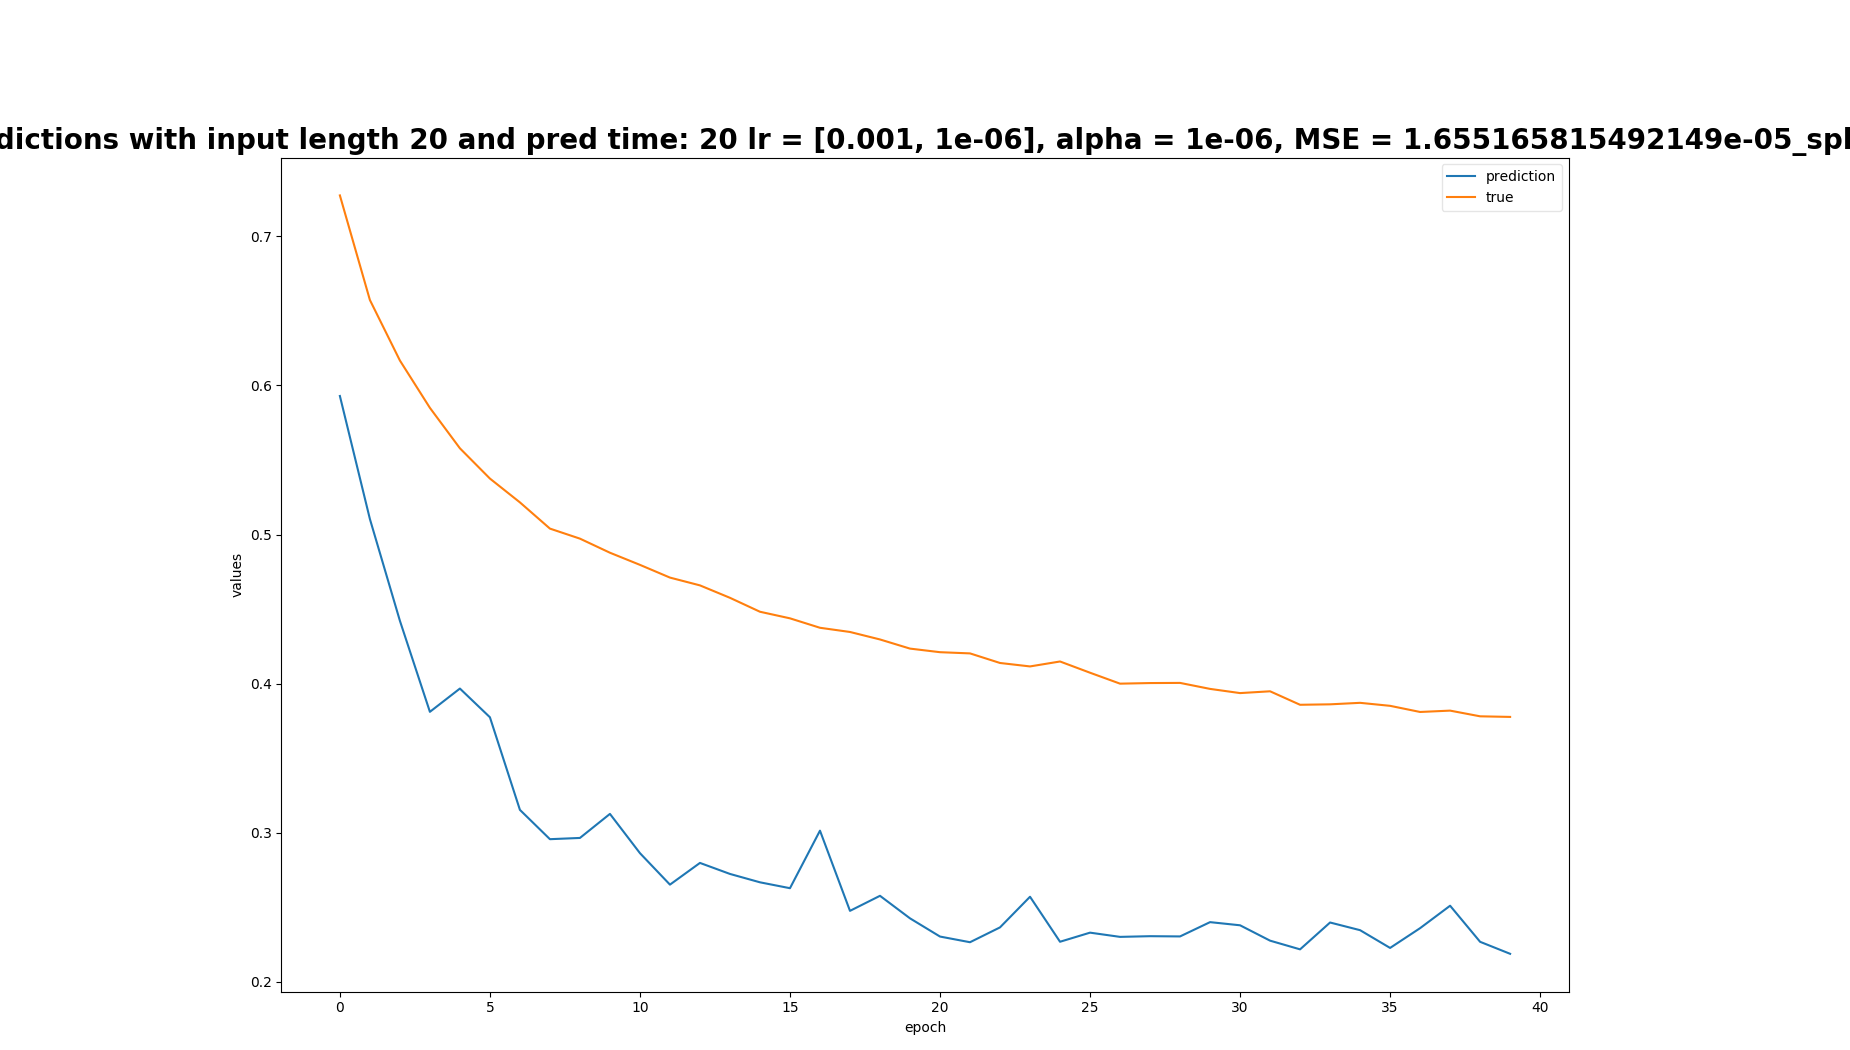 dictions with input length 20 and pred time: 20 lr = [0.001, 1e-06], alpha = 1e-06, MSE = 1.655165815492149e-05_spl
prediction
true
0.7
0.6
0.5
0.4
0.3
0.2
values
0 5 10 15 20 25 30 35 40
epoch